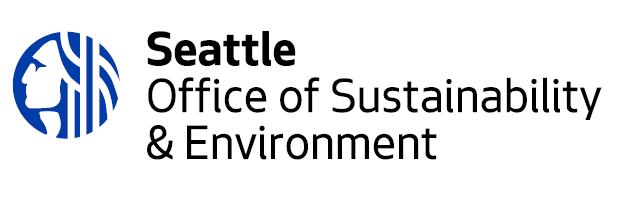 Seattle
Office of Sustainability
& Environment